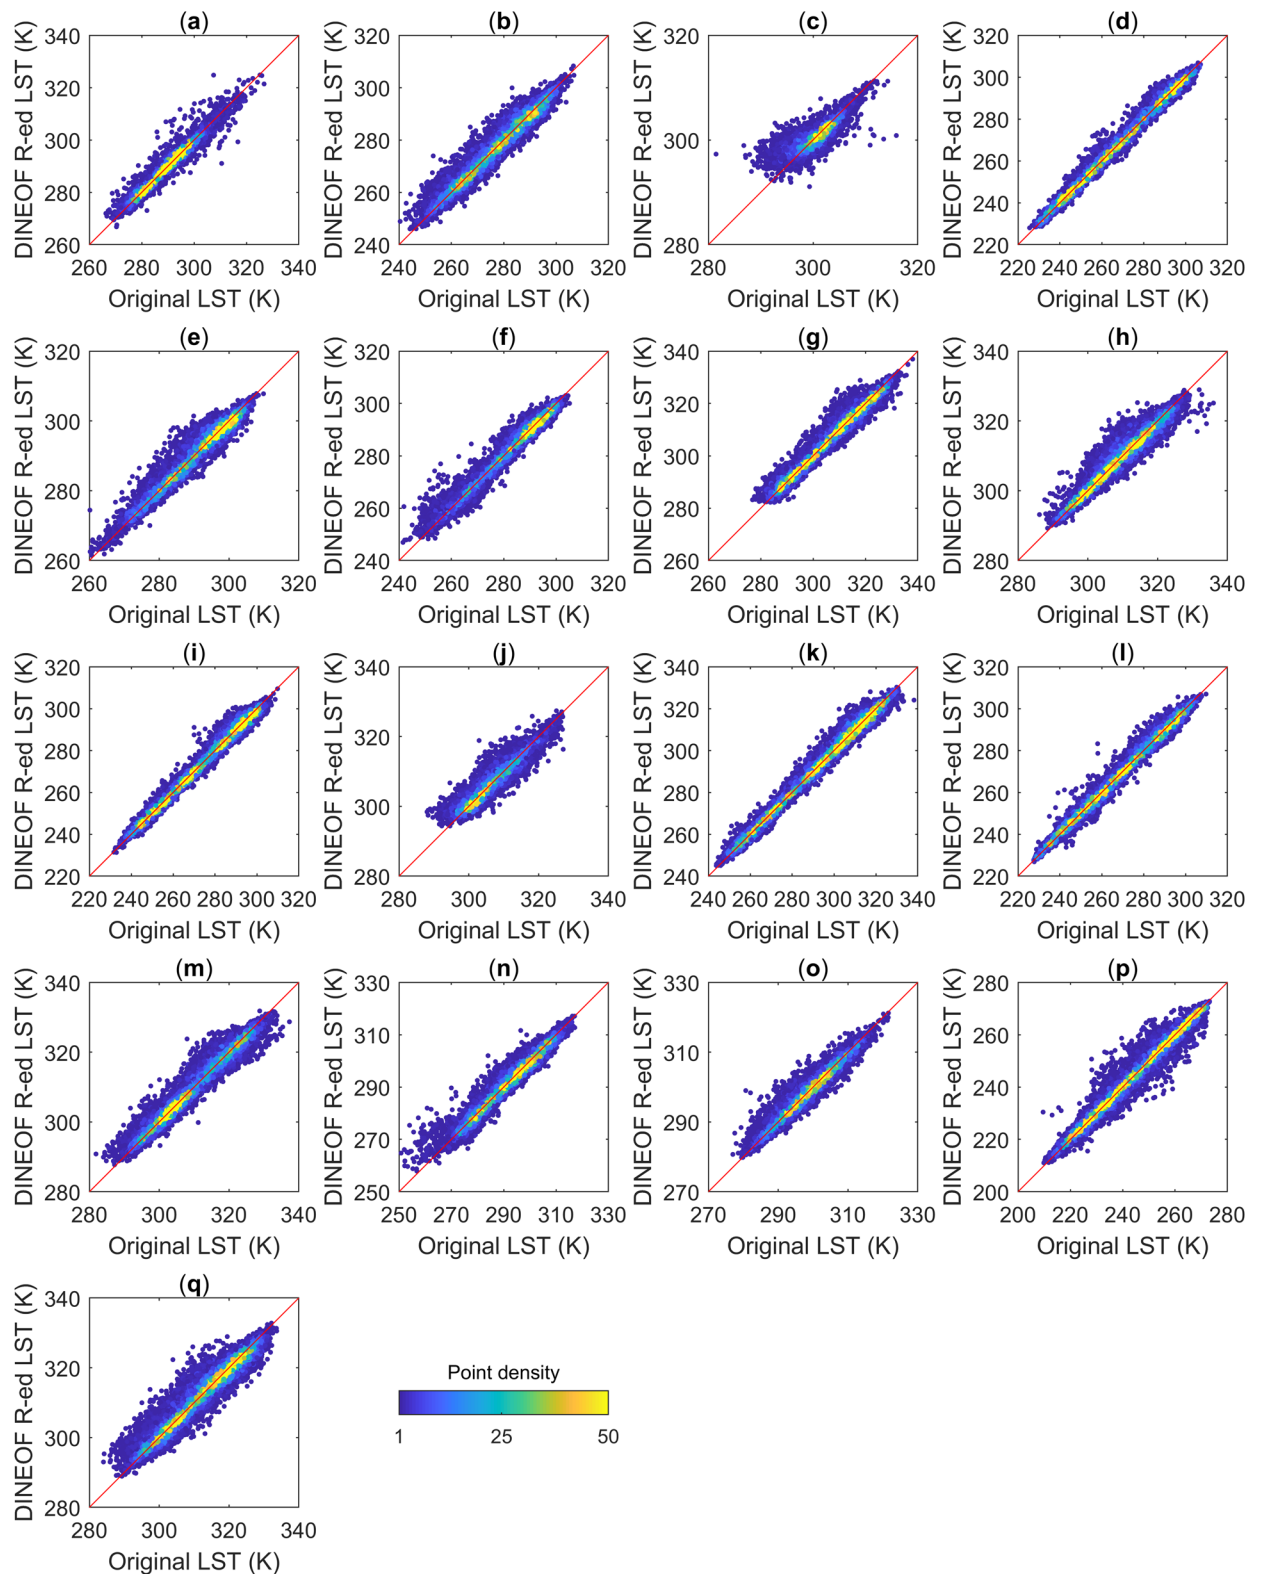 (a) (b) (c) (d)
DINEOF R-ed LST (K) 340 320 300 280 260 DINEOF R-ed LST (K) 320 300 280 260 240 DINEOF R-ed LST (K) 320 300 280 DINEOF R-ed LST (K) 320 300 280 260 240 220
260 280 300 320 340 240 260 280 300 320 280 300 320 220 240 260 280 300 320
Original LST (K) Original LST (K) Original LST (K) Original LST (K)
(e) (f) (g) (h)
DINEOF R-ed LST (K) 320 300 280 260 DINEOF R-ed LST (K) 320 300 280 260 240 DINEOF R-ed LST (K) 340 320 300 280 260 DINEOF R-ed LST (K) 340 320 300 280
260 280 300 320 240 260 280 300 320 260 280 300 320 340 280 300 320 340
Original LST (K) Original LST (K) Original LST (K) Original LST (K)
(i) (j) (k) (l)
DINEOF R-ed LST (K) 320 300 280 260 240 220 DINEOF R-ed LST (K) 340 320 300 280 DINEOF R-ed LST (K) 340 320 300 280 260 240 DINEOF R-ed LST (K) 320 300 280 260 240 220
220 240 260 280 300 320 280 300 320 340 240 260 280 300 320 340 220 240 260 280 300 320
Original LST (K) Original LST (K) Original LST (K) Original LST (K)
(m) (n) (o) (p)
DINEOF R-ed LST (K) 340 320 300 280 DINEOF R-ed LST (K) 330 310 290 270 250 DINEOF R-ed LST (K) 330 310 290 270 DINEOF R-ed LST (K) 280 260 240 220 200
280 300 320 340 250 270 290 310 330 270 290 310 330 200 220 240 260 280
Original LST (K) Original LST (K) Original LST (K) Original LST (K)
(q)
DINEOF R-ed LST (K) 340 320 300 280
280 300 320 340
Original LST (K)
Point density
1 25 50